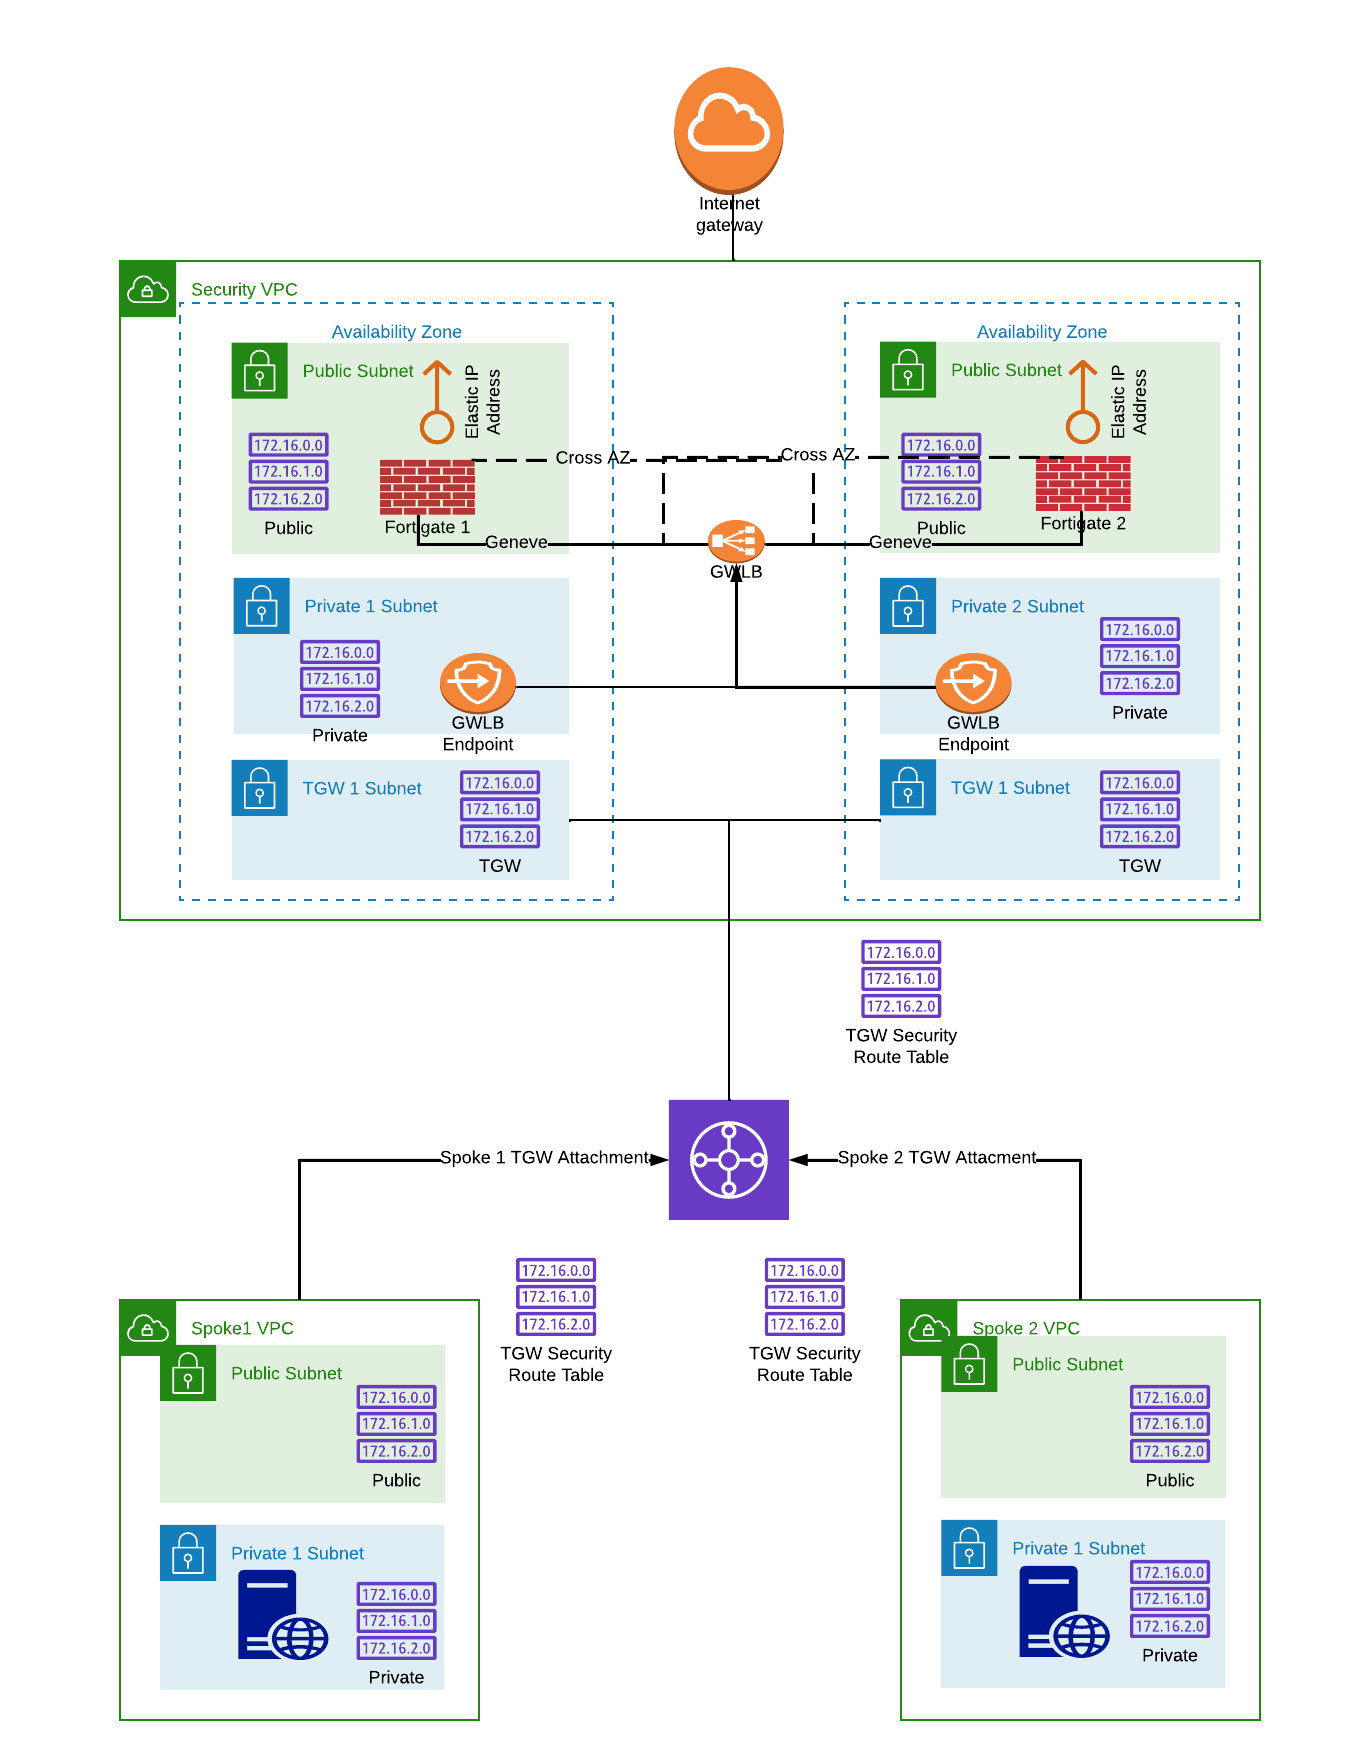 Internet
gateway
Security VPC
Availability Zone
Public Subnet
Elastic IP
Address
172.16.0.0
172.16.1.0
172.16.2.0
Public
Fortigate 1
Cross AZ
Geneve
Cross AZ
GWLB
Geneve
Availability Zone
Public Subnet
Elastic IP
Address
172.16.0.0
172.16.1.0
172.16.2.0
Public
Fortigate 2
Private 1 Subnet
172.16.0.0
172.16.1.0
172.16.2.0
Private
GWLB
Endpoint
Private 2 Subnet
172.16.0.0
172.16.1.0
172.16.2.0
Private
GWLB
Endpoint
TGW 1 Subnet
172.16.0.0
172.16.1.0
172.16.2.0
TGW
TGW 1 Subnet
172.16.0.0
172.16.1.0
172.16.2.0
TGW
172.16.0.0
172.16.1.0
172.16.2.0
TGW Security
Route Table
Spoke 1 TGW Attachment
Spoke 2 TGW Attacment
172.16.0.0
172.16.1.0
172.16.2.0
TGW Security
Route Table
172.16.0.0
172.16.1.0
172.16.2.0
TGW Security
Route Table
Spoke1 VPC
Public Subnet
172.16.0.0
172.16.1.0
172.16.2.0
Public
Private 1 Subnet
172.16.0.0
172.16.1.0
172.16.2.0
Private
Spoke 2 VPC
Public Subnet
172.16.0.0
172.16.1.0
172.16.2.0
Public
Private 1 Subnet
172.16.0.0
172.16.1.0
172.16.2.0
Private